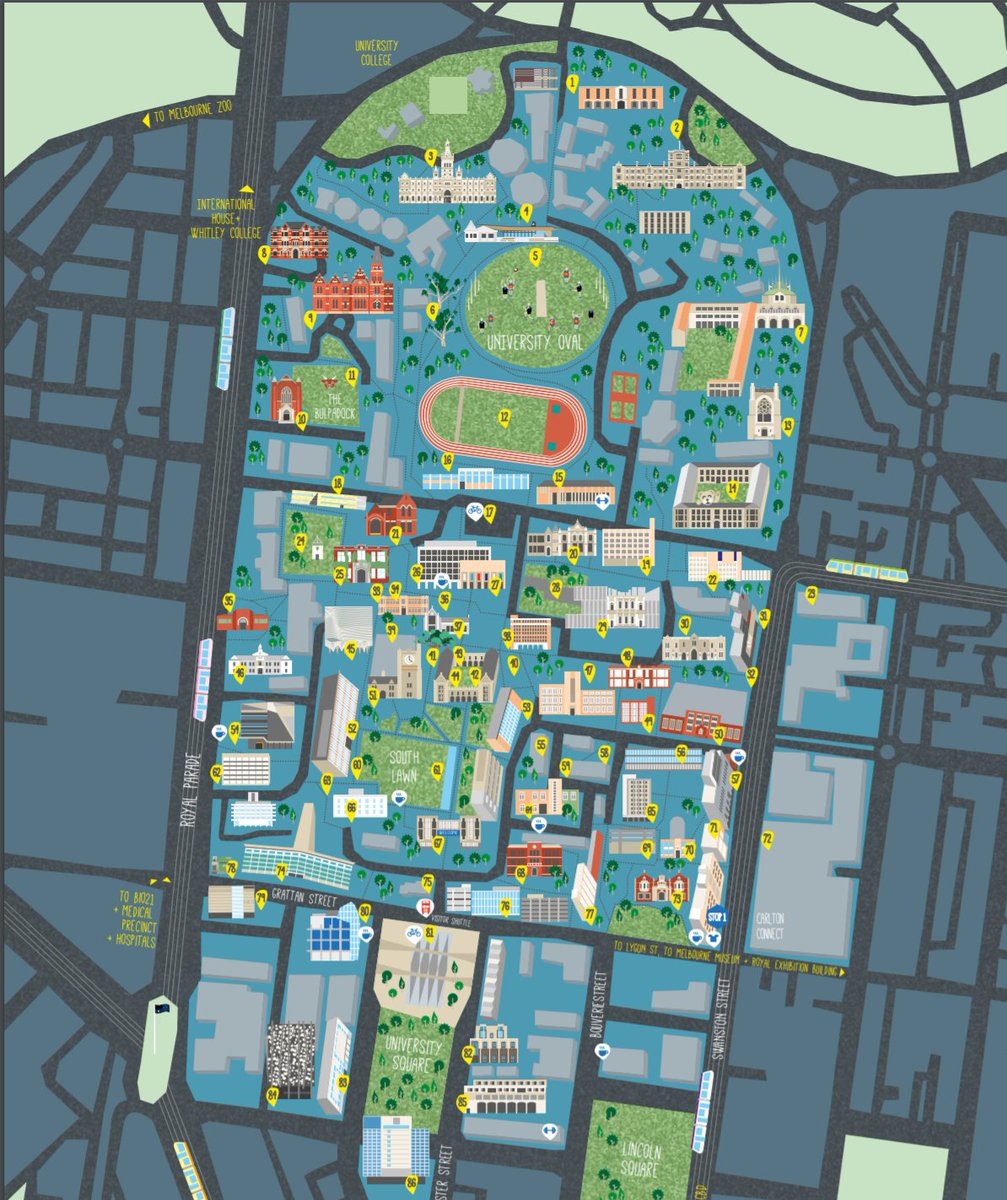 UNIVERSITY
COLLEGE
1
TO MELBOURNE ZOO
2
3
INTERNATIONAL
HOUSE+
WHITLEY COLLEGE
4
8
5
6
UNIVERSITY OVAL
9
7
11
THE
BULPADOCK
10
12
13
16
15
14
18
17
21
24
20
19
25
26
22
27
28
23
33
34
36
35
29
31
39
37
38
30
45
41
43
40
46
44
42
47
48
32
51
53
49
54
52
50
SOUTH
LAWN
55
58
56
62
60
61
59
57
63
66
64
65
ROYAL PARADE
WELCOME
67
71
72
69
70
78
74
68
75
73
79
GRATTAN STREET
76
77
TO BIO21
+ MEDICAL
PRECINCT
+ HOSPITALS
80
VISITOR SHUTTLE
STOP 1
CARLTON
CONNECT
81
TO LYGON ST, TO MELBOURNE MUSEUM + ROYAL EXHIBITION BUILDING
BOUVERIE STREET
SWANSTON STREET
UNIVERSITY
SQUARE
82
83
84
85
LINCOLN
SQUARE
86
STER STREET
CBD